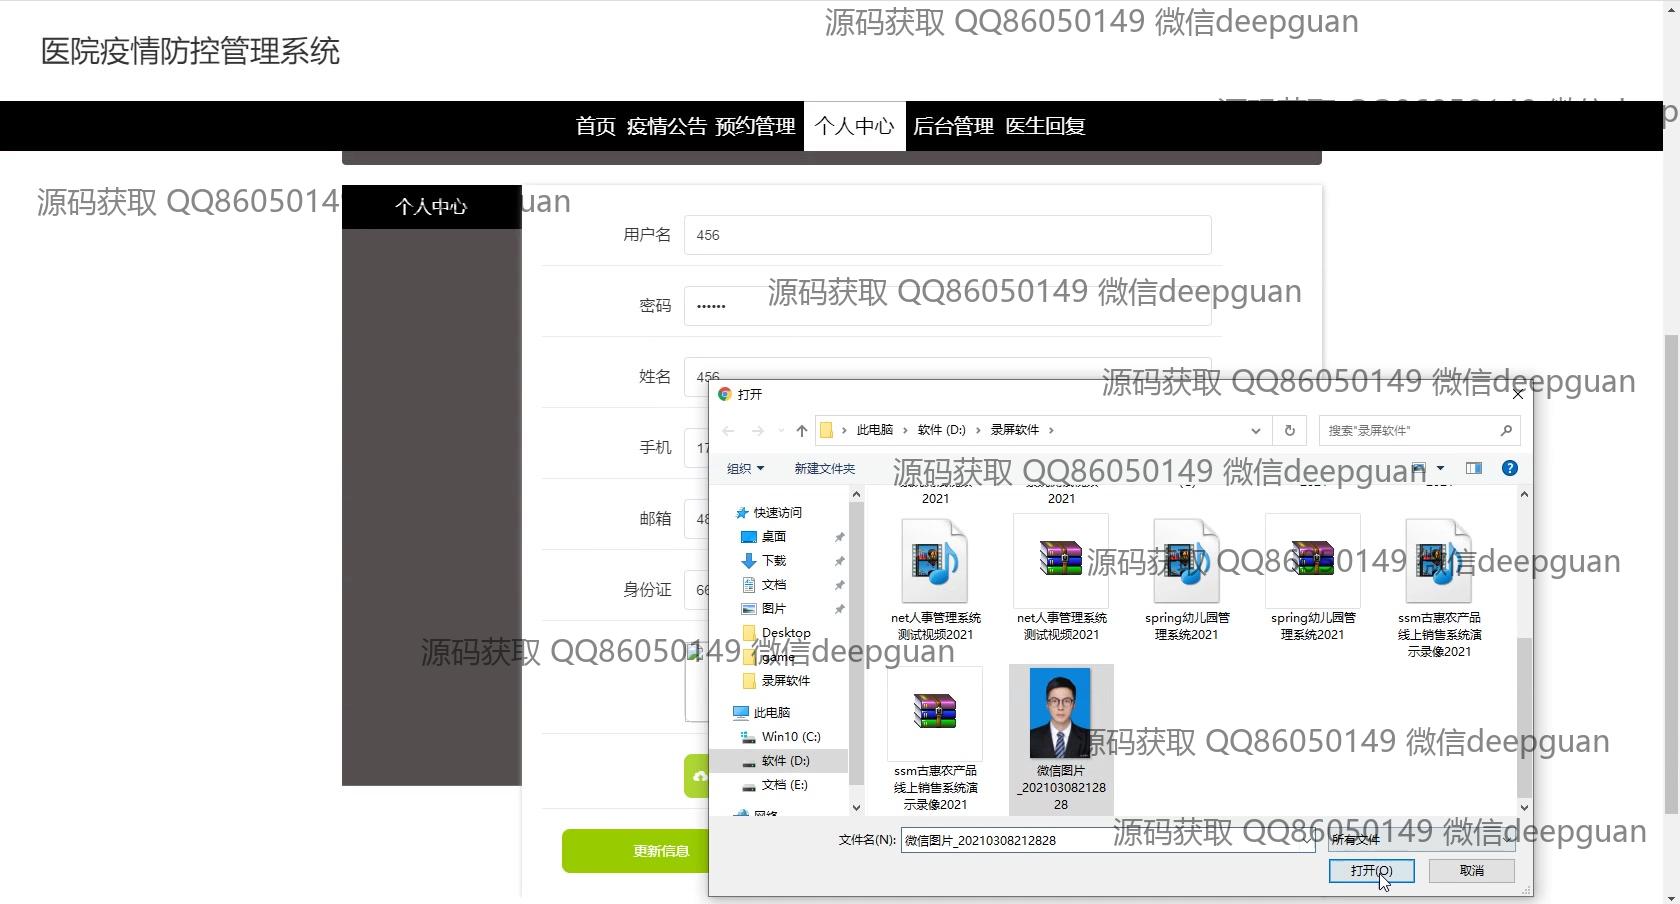 源码获取 QQ86050149 微信deepguan
医院疫情防控管理系统
首页 疫情公告 预约管理 个人中心 后台管理 医生回复
源码获取 QQ8605014
uan
个人中心
用户名 456
源码获取 QQ86050149 微信deepguan
密码 ••••••
姓名 456
源码获取 QQ86050149 微信deepguan
打开
手机 17
此电脑 › 软件 (D:) › 录屏软件 ›
搜索"录屏软件"
组织 新建文件夹
源码获取 QQ86050149 微信deepguan
2021
2021
邮箱 48
快速访问
桌面
下载
文档
图片
Desktop
game
录屏软件
此电脑
Win10 (C:)
软件 (D:)
文档 (E:)
网络
身份证 66
源码获取 QQ86050149 微信deepguan
源码获取 QQ86050149 微信deepguan
net人事管理系统
测试视频2021
net人事管理系统
测试视频2021
spring幼儿园管
理系统2021
spring幼儿园管
理系统2021
ssm古惠农产品
线上销售系统演
示录像2021
ssm古惠农产品
线上销售系统演
示录像2021
微信图片
_202103082128
28
源码获取 QQ86050149 微信deepguan
更新信息
文件名(N): 微信图片_20210308212828
所有文件
源码获取 QQ86050149 微信deepguan
打开(O)
取消